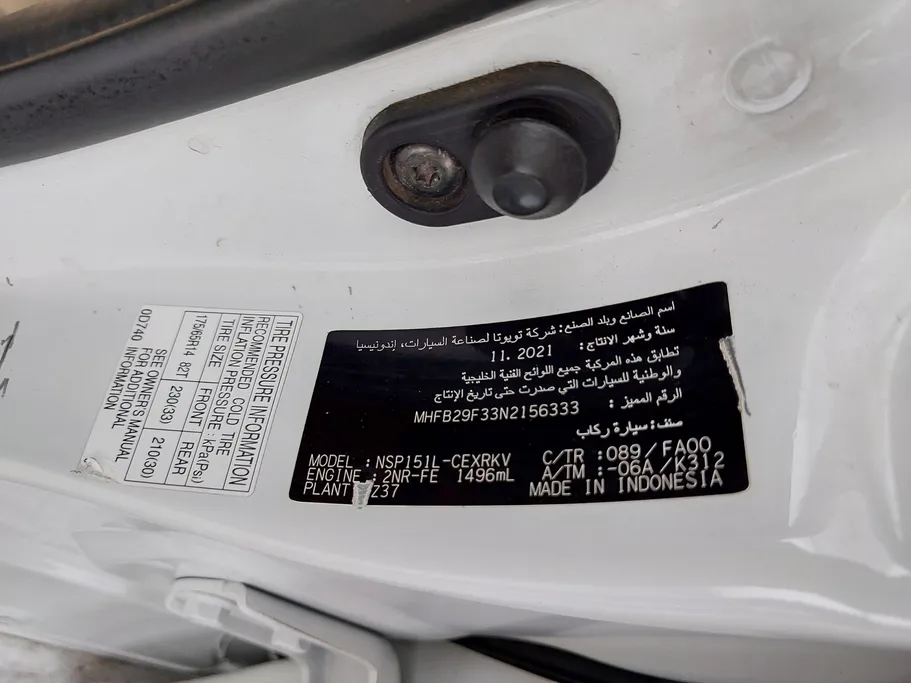 اسم الصانع وبلد الصنع: شركة تويوتا لصناعة السيارات، إندونيسيا
سنة وشهر الانتاج: 11. 2021
تطابق هذه المركبة جميع اللوائح الفنية الخليجية
والوطنية للسيارات التي صدرت حتى تاريخ الإنتاج
الرقم المميز: MHFB29F33N2156333
صنف: سيارة ركاب
MODEL : NSP151L-CEXRKV C/TR : 089/FA00
ENGINE : 2NR-FE 1496mL A/TM : -06A/K312
PLANT Z37 MADE IN INDONESIA
TIRE PRESSURE INFORMATION
RECOMMENDED COLD TIRE
INFLATION PRESSURE : kPa(Psi)
TIRE SIZE FRONT REAR
175/65R14 82T 230(33) 210(30)
SEE OWNER'S MANUAL
FOR ADDITIONAL
INFORMATION
0D740